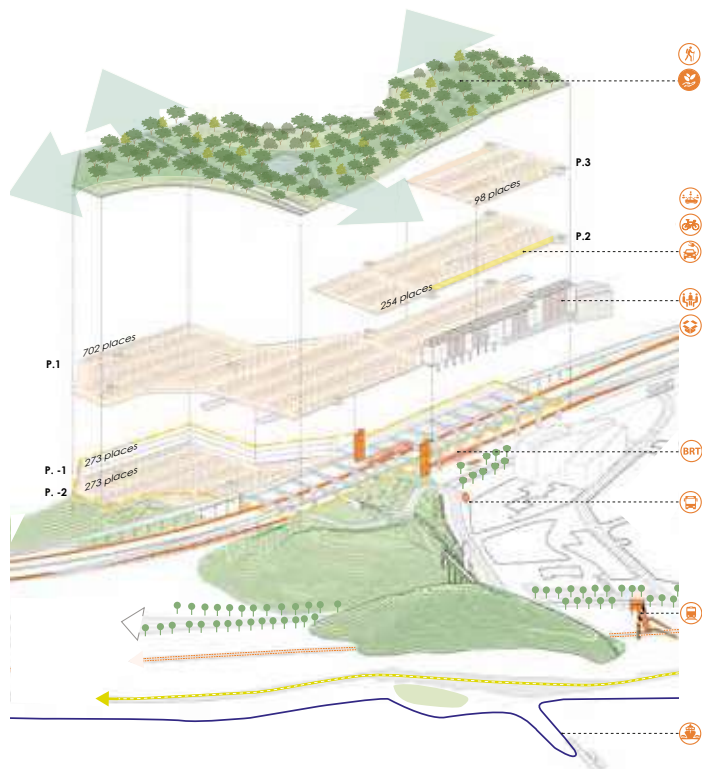 P.3
98 places
P.2
254 places
702 places
P.1
273 places
P. -1
BRT
273 places
P. -2